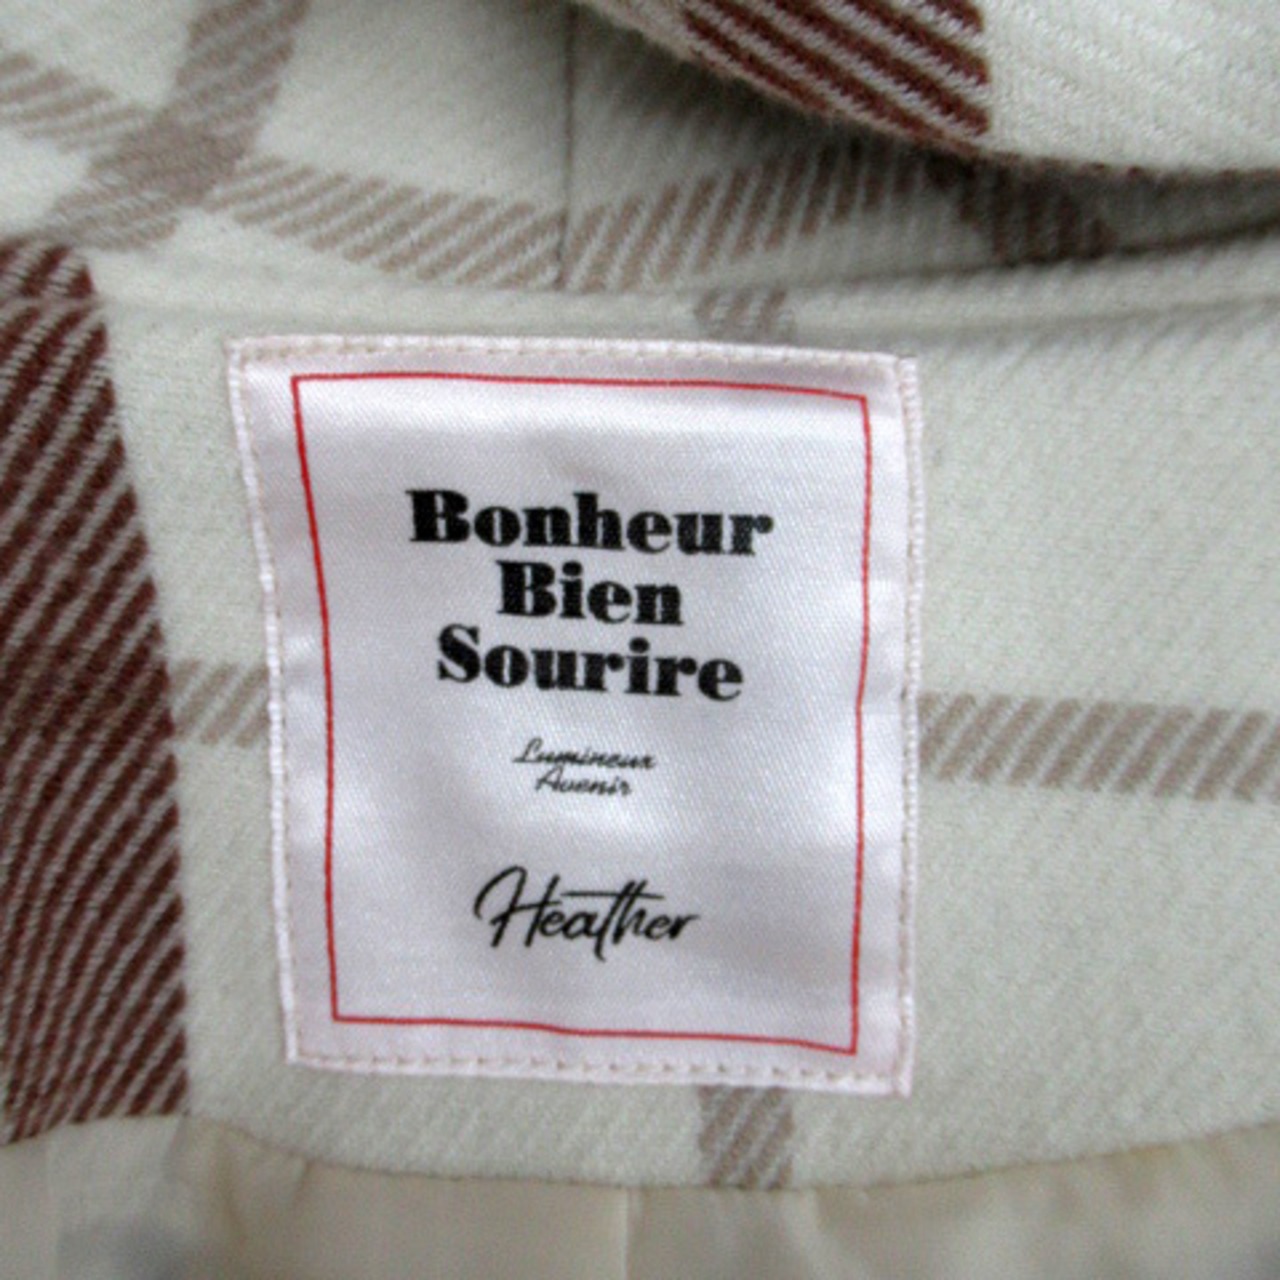 Bonheur
Bien
Sourire
Lumineux
Avenir
Heather